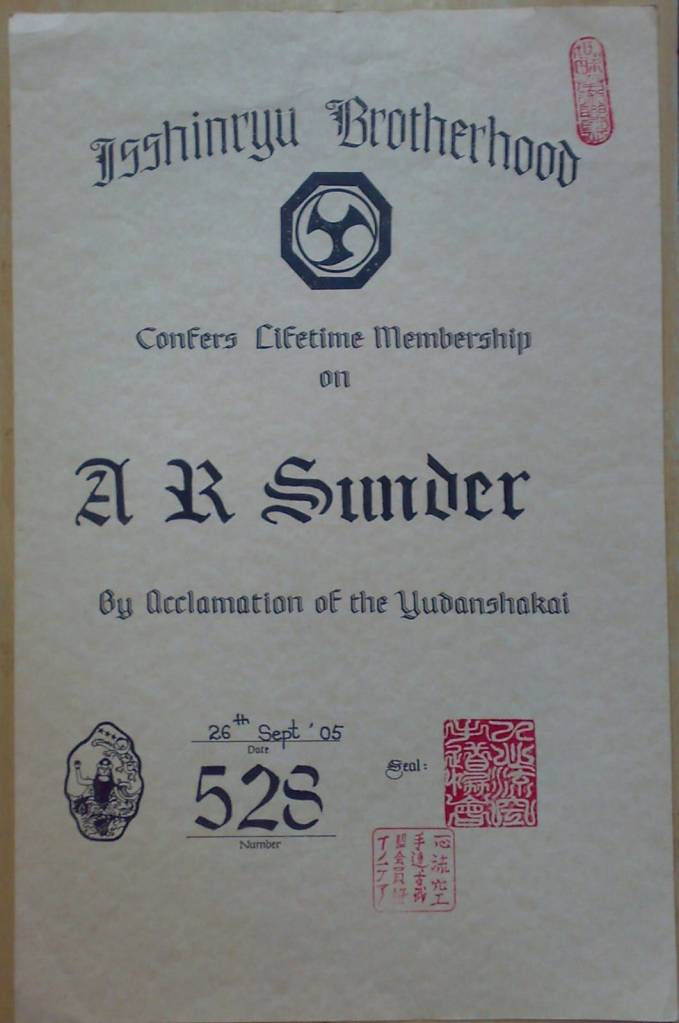 Isshinryu Brotherhood
Confers Lifetime Membership
on
A R Sunder
By Acclamation of the Yudanshakai
26th Sept '05
Date
528
Number
Seal: